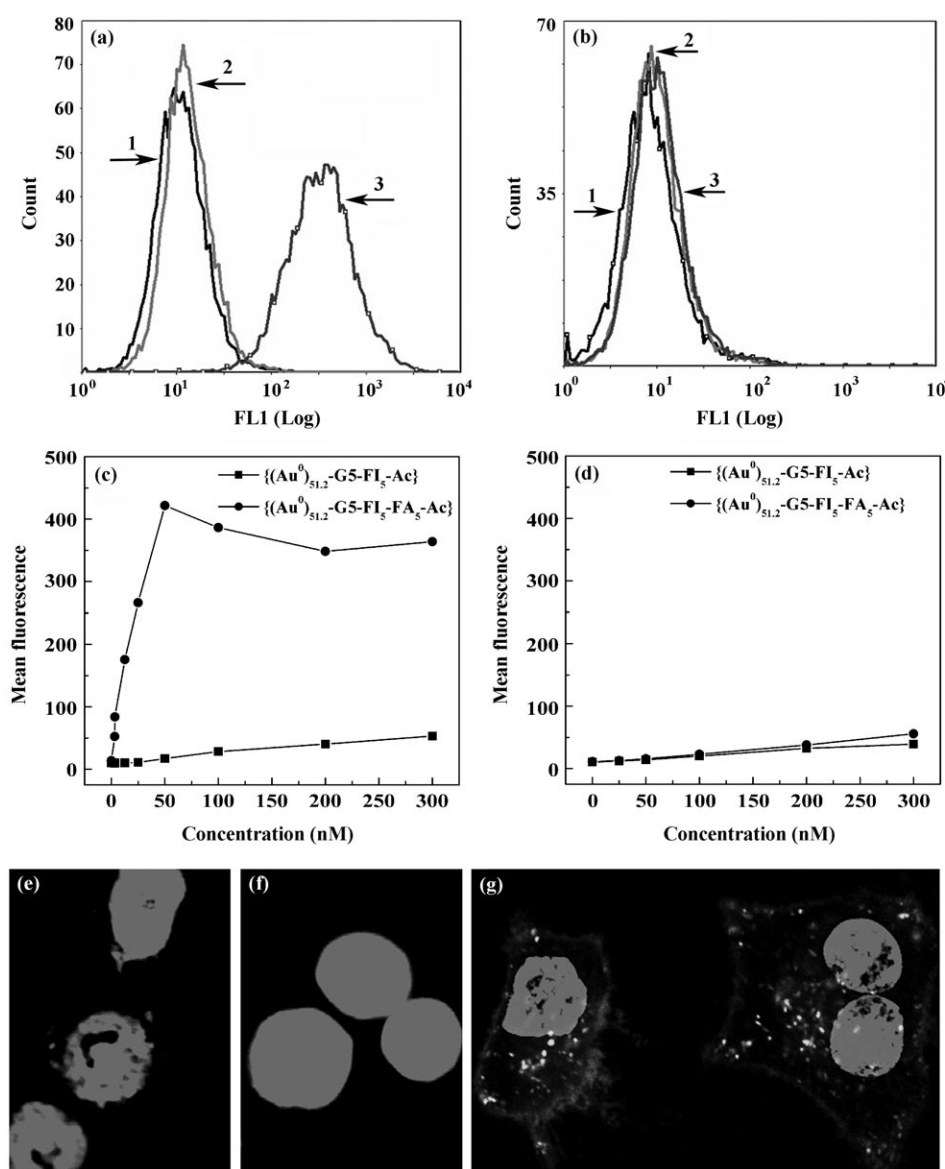 (a)
80
70
60
50
40
30
20
10
Count
1
2
3
10⁰ 10¹ 10² 10³ 10⁴
FL1 (Log)
(b)
70
35
Count
1
2
3
10⁰ 10¹ 10² 10³ 10⁴
FL1 (Log)
(c)
500
400
300
200
100
0
Mean fluorescence
{(Au⁰)₅₁.₂-G5-FI₅-Ac}
{(Au⁰)₅₁.₂-G5-FI₅-FA₅-Ac}
0 50 100 150 200 250 300
Concentration (nM)
(d)
500
400
300
200
100
0
Mean fluorescence
{(Au⁰)₅₁.₂-G5-FI₅-Ac}
{(Au⁰)₅₁.₂-G5-FI₅-FA₅-Ac}
0 50 100 150 200 250 300
Concentration (nM)
(e)
(f)
(g)